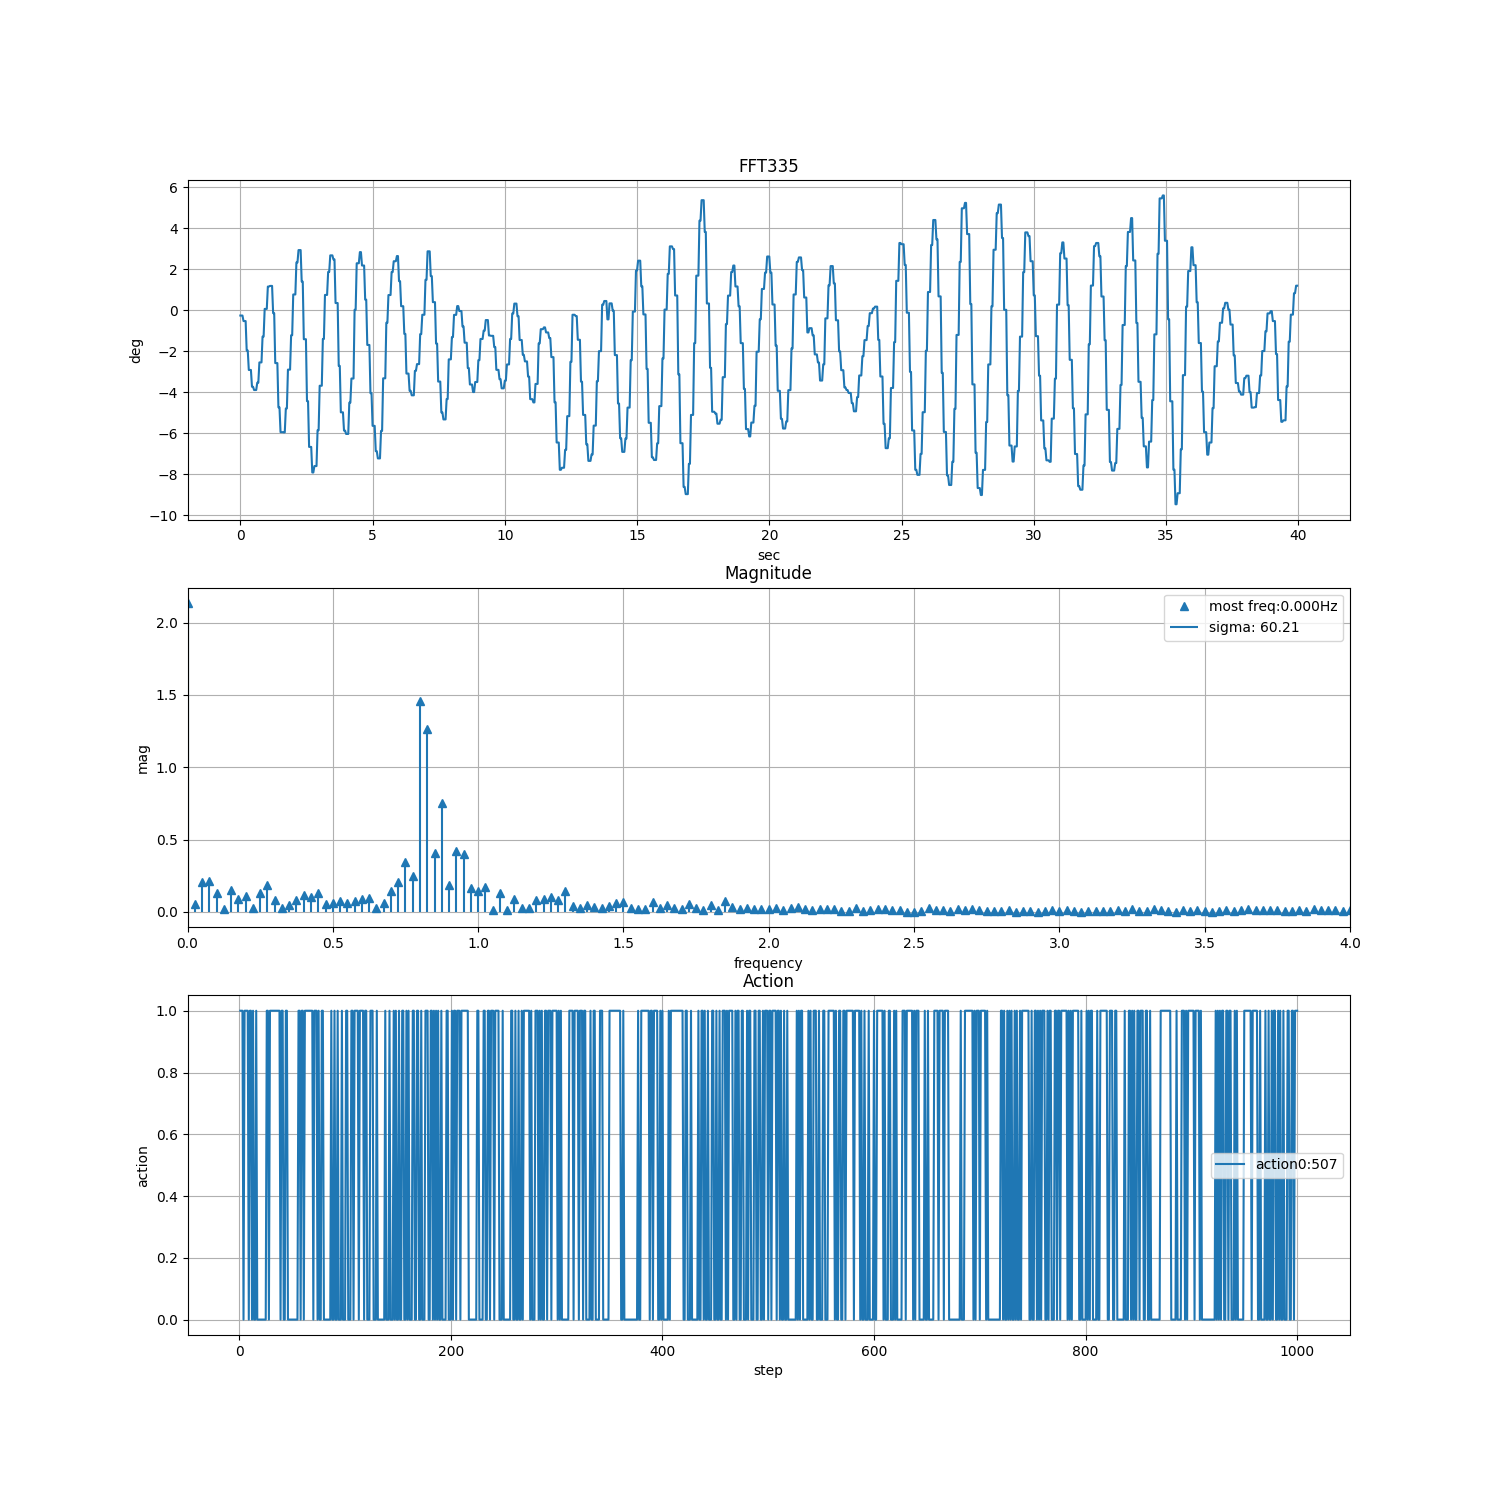 FFT335
6
4
2
0
−2
−4
−6
−8
−10
deg
0 5 10 15 20 25 30 35 40
sec
Magnitude
2.0
1.5
1.0
0.5
0.0
mag
most freq:0.000Hz
sigma: 60.21
0.0 0.5 1.0 1.5 2.0 2.5 3.0 3.5 4.0
frequency
Action
1.0
0.8
0.6
0.4
0.2
0.0
action
action0:507
0 200 400 600 800 1000
step